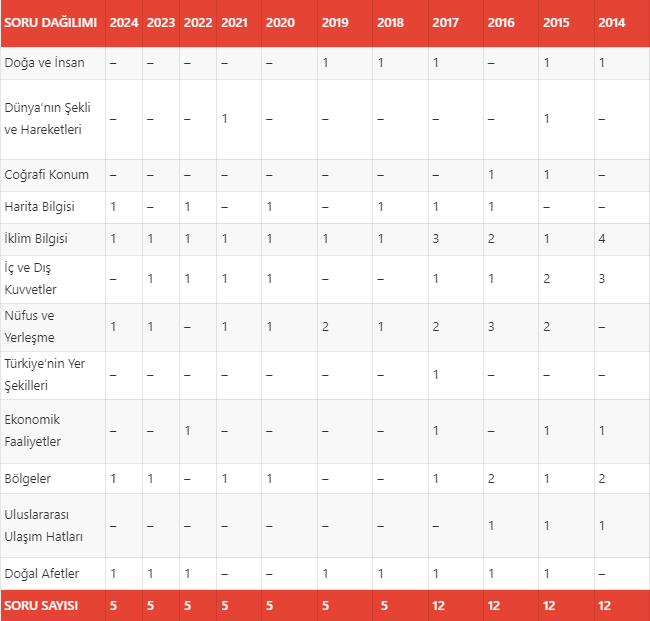 SORU DAĞILIMI 2024 2023 2022 2021 2020 2019 2018 2017 2016 2015 2014
Doğa ve İnsan – – – – – 1 1 1 – 1 1
Dünya’nın Şekli
ve Hareketleri – – – 1 – – – – – 1 –
Coğrafi Konum – – – – – – – – 1 1 –
Harita Bilgisi 1 – 1 – 1 – 1 1 1 – –
İklim Bilgisi 1 1 1 1 1 1 1 3 2 1 4
İç ve Dış
Kuvvetler – 1 1 1 1 – – 1 1 2 3
Nüfus ve
Yerleşme 1 1 – 1 1 2 1 2 3 2 –
Türkiye’nin Yer
Şekilleri – – – – – – – 1 – – –
Ekonomik
Faaliyetler – – 1 – – – – 1 – 1 1
Bölgeler 1 1 – 1 1 – – 1 2 1 2
Uluslararası
Ulaşım Hatları – – – – – – – – 1 1 1
Doğal Afetler 1 1 1 – – 1 1 1 1 1 –
SORU SAYISI 5 5 5 5 5 5 5 12 12 12 12